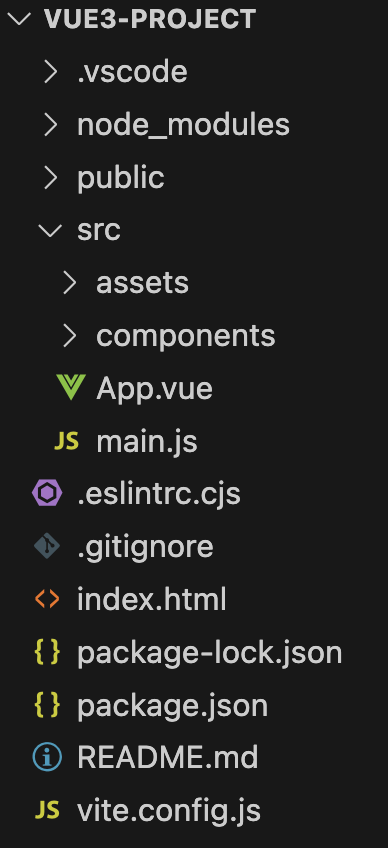 VUE3-PROJECT
.vscode
node_modules
public
src
assets
components
App.vue
JS main.js
.eslintrc.cjs
.gitignore
<> index.html
{} package-lock.json
{} package.json
README.md
JS vite.config.js